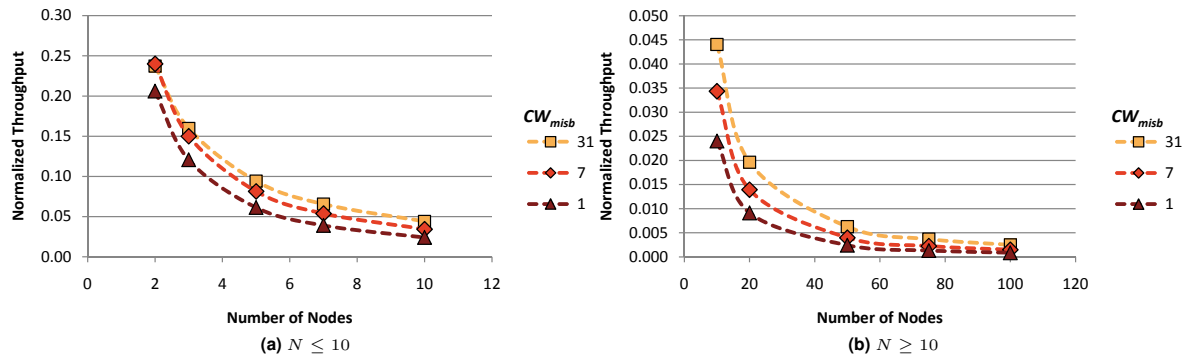 Normalized Throughput
0.30
0.25
0.20
0.15
0.10
0.05
0.00
0 2 4 6 8 10 12
Number of Nodes
CW_misb
31
7
1
(a) N ≤ 10
Normalized Throughput
0.050
0.045
0.040
0.035
0.030
0.025
0.020
0.015
0.010
0.005
0.000
0 20 40 60 80 100 120
Number of Nodes
CW_misb
31
7
1
(b) N ≥ 10